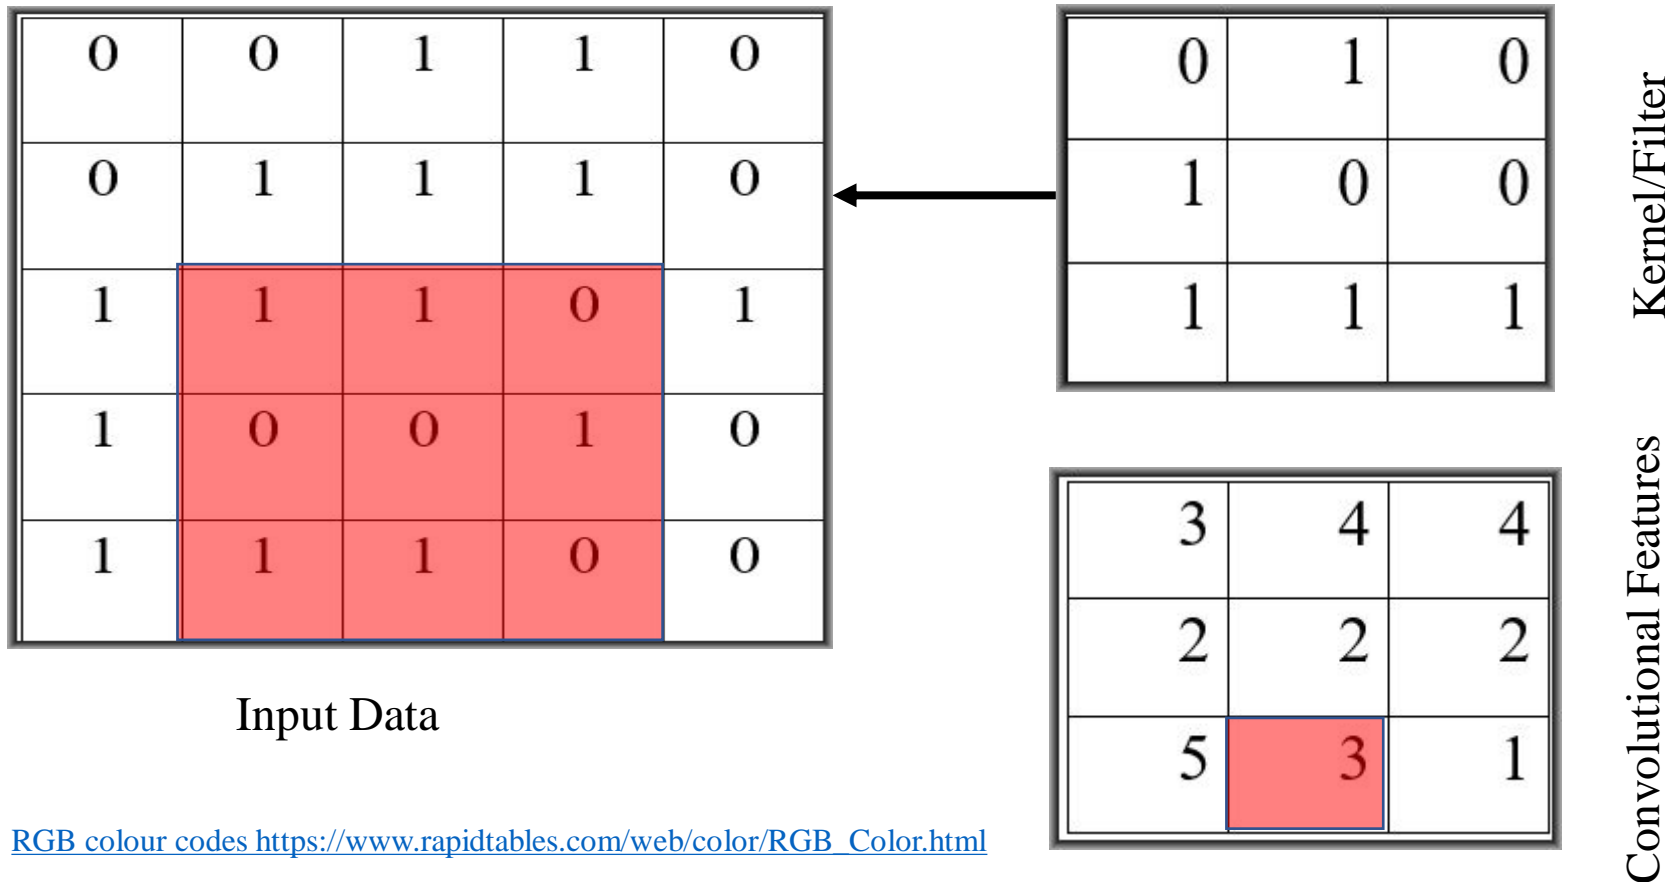 0 0 1 1 0
0 1 1 1 0
1 1 1 0 1
1 0 0 1 0
1 1 1 0 0
Input Data
0 1 0
1 0 0
1 1 1
Kernel/Filter
3 4 4
2 2 2
5 3 1
Convolutional Features
RGB colour codes https://www.rapidtables.com/web/color/RGB_Color.html